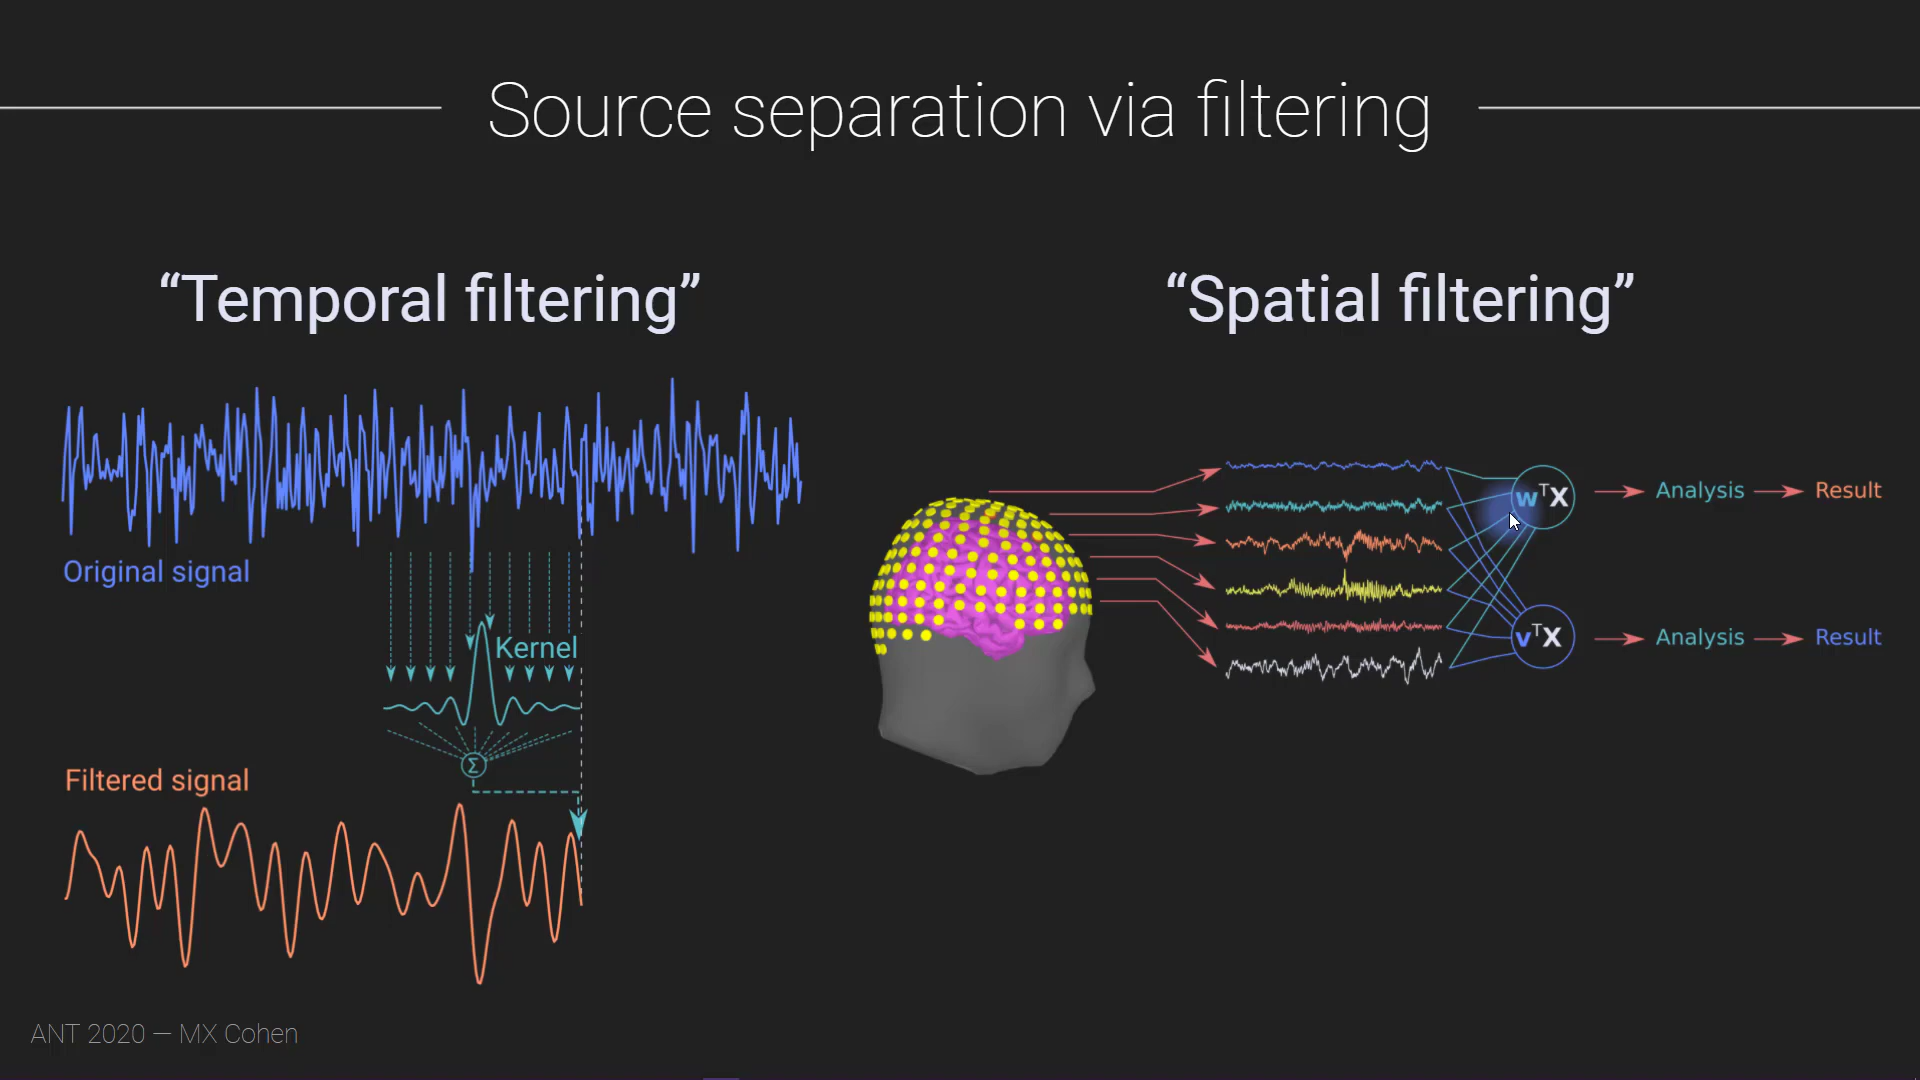 Source separation via filtering
“Temporal filtering”
“Spatial filtering”
Original signal
Kernel
Σ
Filtered signal
wᵀX
Analysis
Result
vᵀX
Analysis
Result
ANT 2020 — MX Cohen